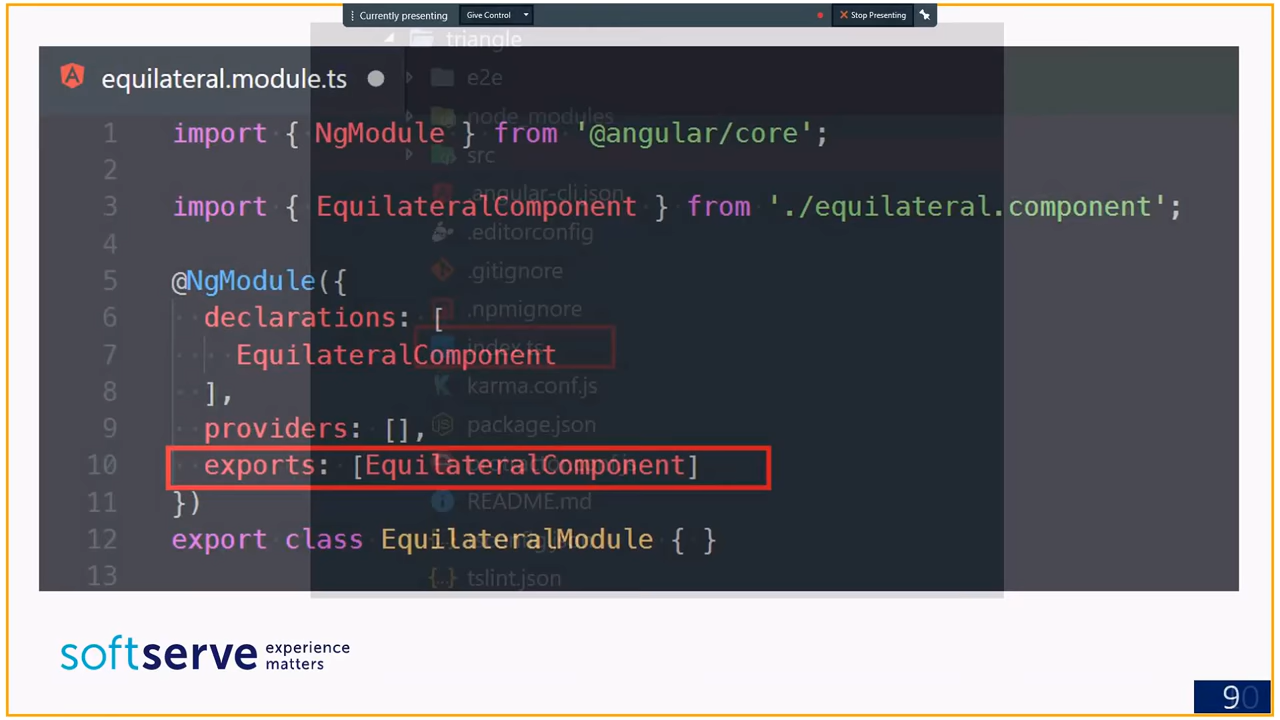 Currently presenting Give Control Stop Presenting
triangle
equilateral.module.ts
e2e
node_modules
1 import { NgModule } from '@angular/core';
2
src
.angular-cli.json
3 import { EquilateralComponent } from './equilateral.component';
.editorconfig
4
.gitignore
5 @NgModule({
.npmignore
6 declarations: [
index.ts
7 EquilateralComponent
karma.conf.js
8 ],
package.json
9 providers: [],
10 exports: [EquilateralComponent]
README.md
11 })
12 export class EquilateralModule { }
13
tslint.json
softserve experience
matters
90